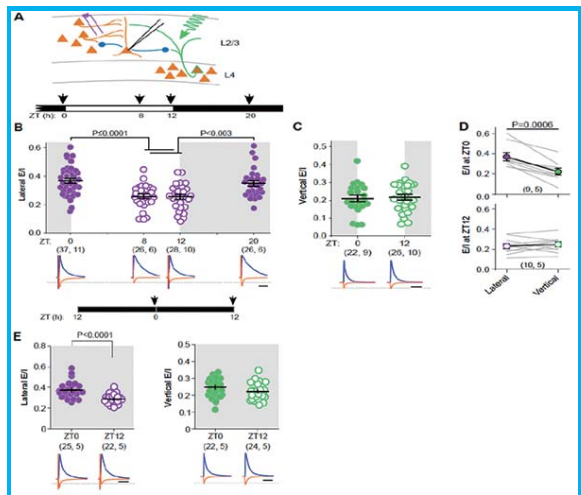 A
L2/3
L4
ZT (h): 0 8 12 20
B
P≤0.0001 P<0.003
Lateral E/I
0.8
0.6
0.4
0.2
0
ZT: 0 8 12 20
(37, 11) (26, 6) (28, 10) (26, 6)
C
Vertical E/I
0.5
0.4
0.3
0.2
0.1
0
ZT: 0 12
(22, 9) (26, 10)
D
P=0.0006
E/I at ZT0
0.6
0.4
0.2
0
(9, 5)
E/I at ZT12
0.6
0.4
0.2
0
(10, 5)
Lateral Vertical
ZT (h) 12 0 12
E
P<0.0001
Lateral E/I
0.8
0.6
0.4
0.2
0
ZT0 ZT12
(25, 5) (22, 5)
Vertical E/I
0.5
0.4
0.3
0.2
0.1
0.0
ZT0 ZT12
(22, 5) (24, 5)